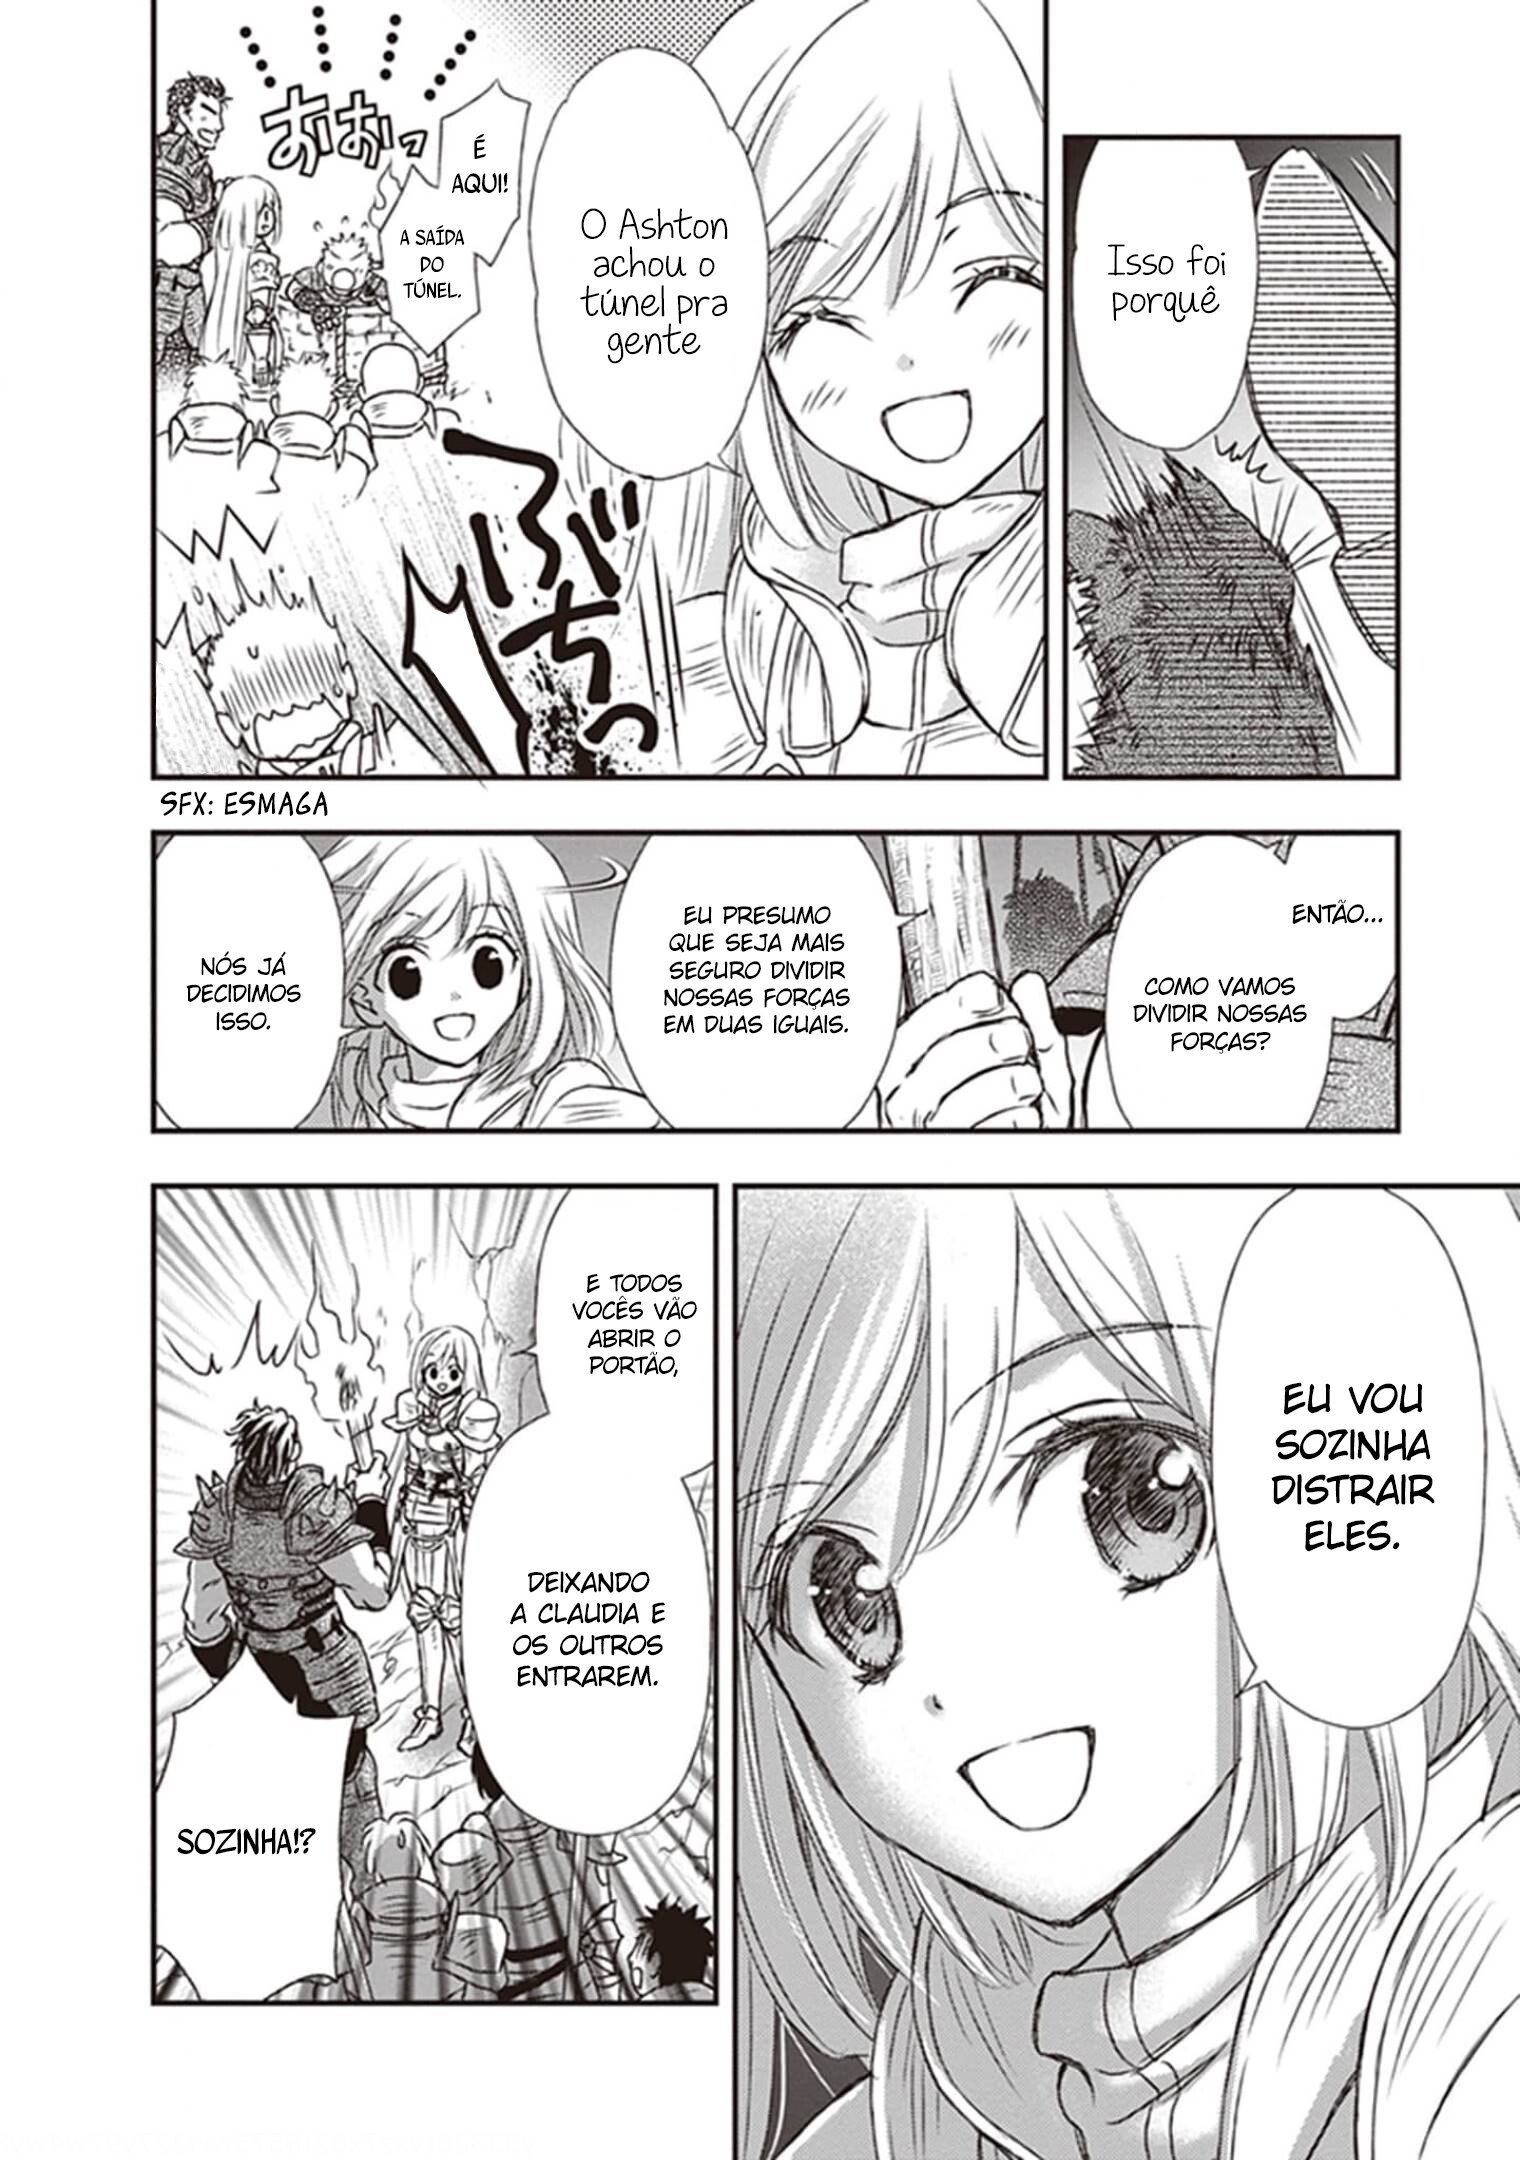 Isso foi
porquê
O Ashton
achou o
túnel pra
gente
É
AQUI!
A SAÍDA
DO
TÚNEL.
おおおっ
ぶちっ
SFX: ESMAGA
ENTÃO...
COMO VAMOS
DIVIDIR NOSSAS
FORÇAS?
EU PRESUMO
QUE SEJA MAIS
SEGURO DIVIDIR
NOSSAS FORÇAS
EM DUAS IGUAIS.
NÓS JÁ
DECIDIMOS
ISSO.
EU VOU
SOZINHA
DISTRAIR
ELES.
E TODOS
VOCÊS VÃO
ABRIR O
PORTÃO,
DEIXANDO
A CLAUDIA E
OS OUTROS
ENTRAREM.
SOZINHA!?